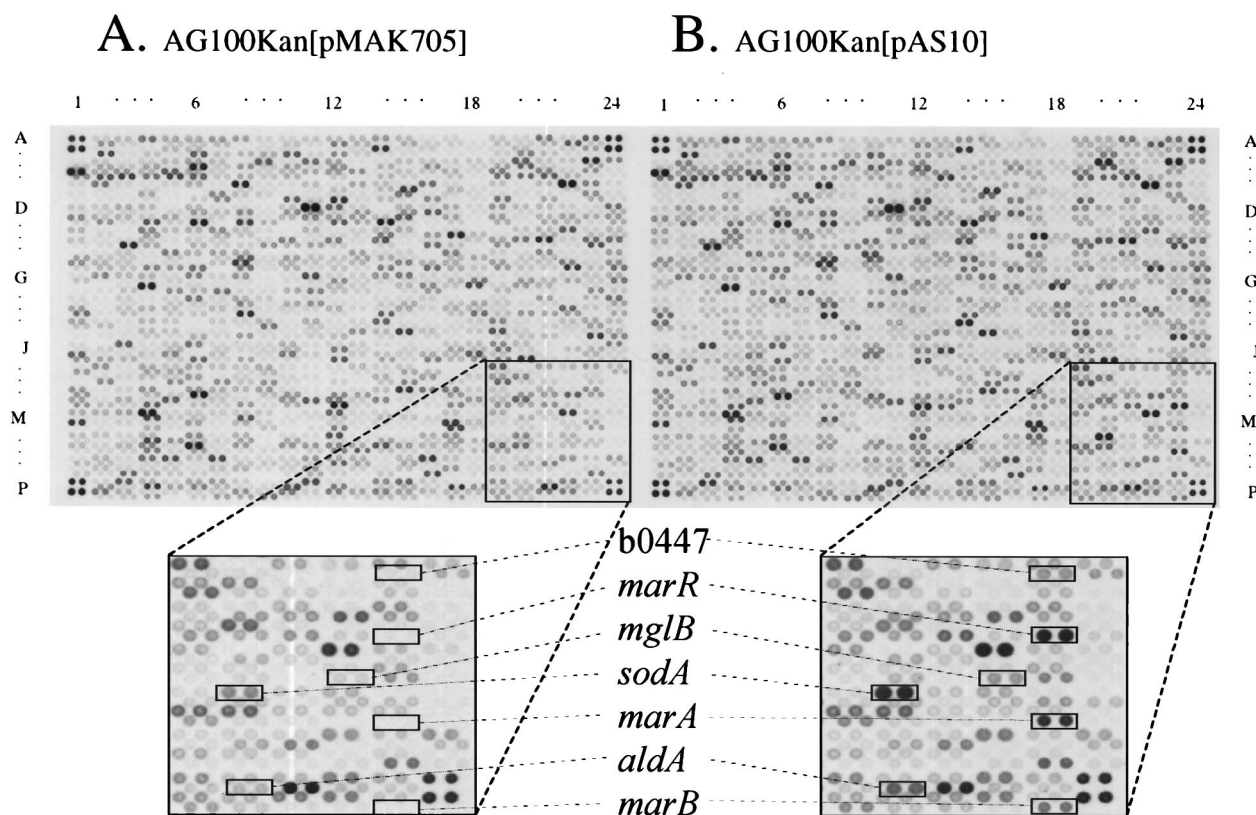 A. AG100Kan[pMAK705]
B. AG100Kan[pAS10]
1 · · · 6 · · · 12 · · · 18 · · · 24
1 · · · 6 · · · 12 · · · 18 · · · 24
A
D
G
J
M
P
A
D
G
M
P
b0447
marR
mglB
sodA
marA
aldA
marB